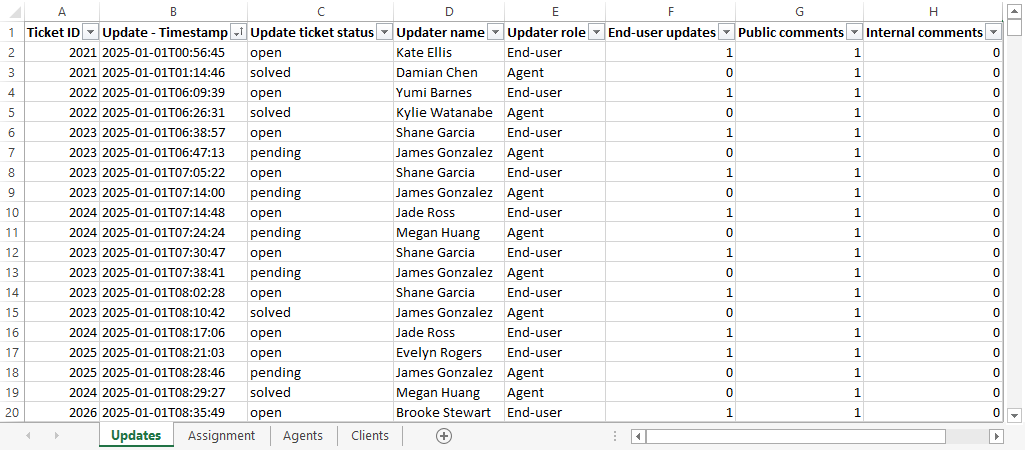 A B C D E F G H
1 Ticket ID Update - Timestamp Update ticket status Updater name Updater role End-user updates Public comments Internal comments
2 2021 2025-01-01T00:56:45 open Kate Ellis End-user 1 1 0
3 2021 2025-01-01T01:14:46 solved Damian Chen Agent 0 1 0
4 2022 2025-01-01T06:09:39 open Yumi Barnes End-user 1 1 0
5 2022 2025-01-01T06:26:31 solved Kylie Watanabe Agent 0 1 0
6 2023 2025-01-01T06:38:57 open Shane Garcia End-user 1 1 0
7 2023 2025-01-01T06:47:13 pending James Gonzalez Agent 0 1 0
8 2023 2025-01-01T07:05:22 open Shane Garcia End-user 1 1 0
9 2023 2025-01-01T07:14:00 pending James Gonzalez Agent 0 1 0
10 2024 2025-01-01T07:14:48 open Jade Ross End-user 1 1 0
11 2024 2025-01-01T07:24:24 pending Megan Huang Agent 0 1 0
12 2023 2025-01-01T07:30:47 open Shane Garcia End-user 1 1 0
13 2023 2025-01-01T07:38:41 pending James Gonzalez Agent 0 1 0
14 2023 2025-01-01T08:02:28 open Shane Garcia End-user 1 1 0
15 2023 2025-01-01T08:10:42 solved James Gonzalez Agent 0 1 0
16 2024 2025-01-01T08:17:06 open Jade Ross End-user 1 1 0
17 2025 2025-01-01T08:21:03 open Evelyn Rogers End-user 1 1 0
18 2025 2025-01-01T08:28:46 pending James Gonzalez Agent 0 1 0
19 2024 2025-01-01T08:29:27 solved Megan Huang Agent 0 1 0
20 2026 2025-01-01T08:35:49 open Brooke Stewart End-user 1 1 0
Updates Assignment Agents Clients